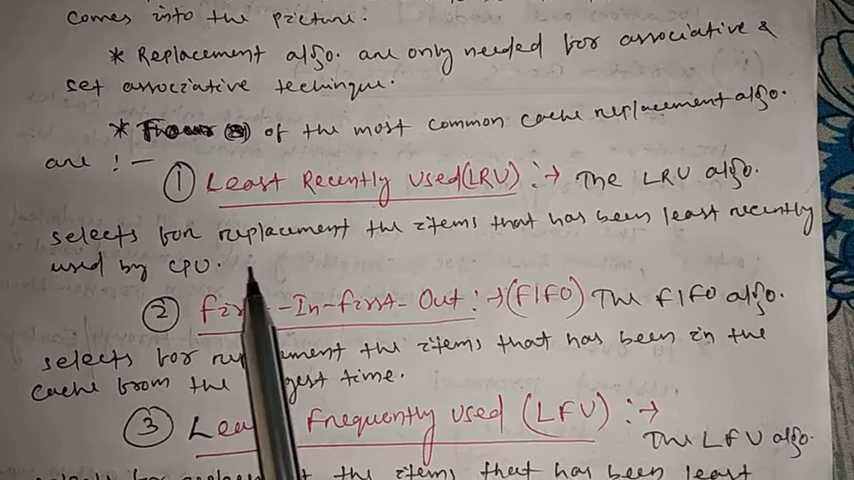 comes into the picture.
* Replacement algo. are only needed for associative &
set associative techinque.
* of the most common cache replacement algo.
are : —
① Least Recently Used (LRU) :→ The LRU algo.
selects for replacement the items that has been least recently
used by CPU.
② -In-First-Out :→ (FIFO) The FIFO algo.
selects for the items that has been in the
cache from the time.
③ Frequently Used (LFU) :→
The LFU algo.
the items that has been least